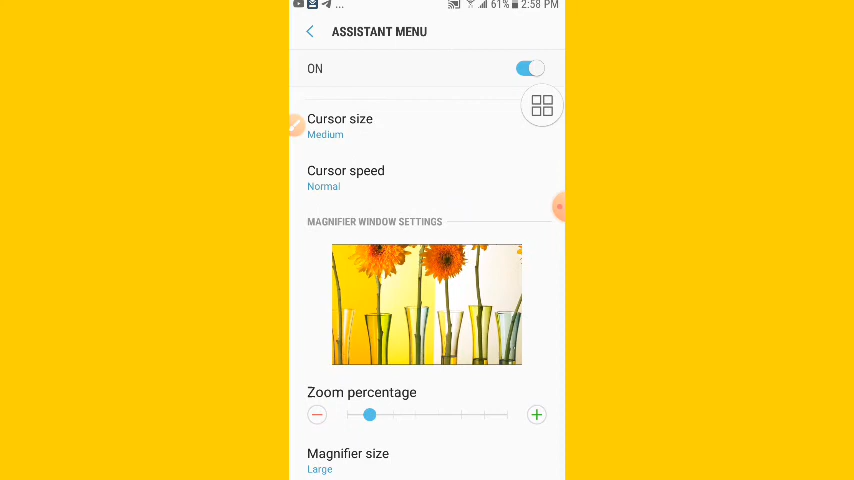 ... 61% 2:58 PM
ASSISTANT MENU
ON
Cursor size
Medium
Cursor speed
Normal
MAGNIFIER WINDOW SETTINGS
Zoom percentage
Magnifier size
Large